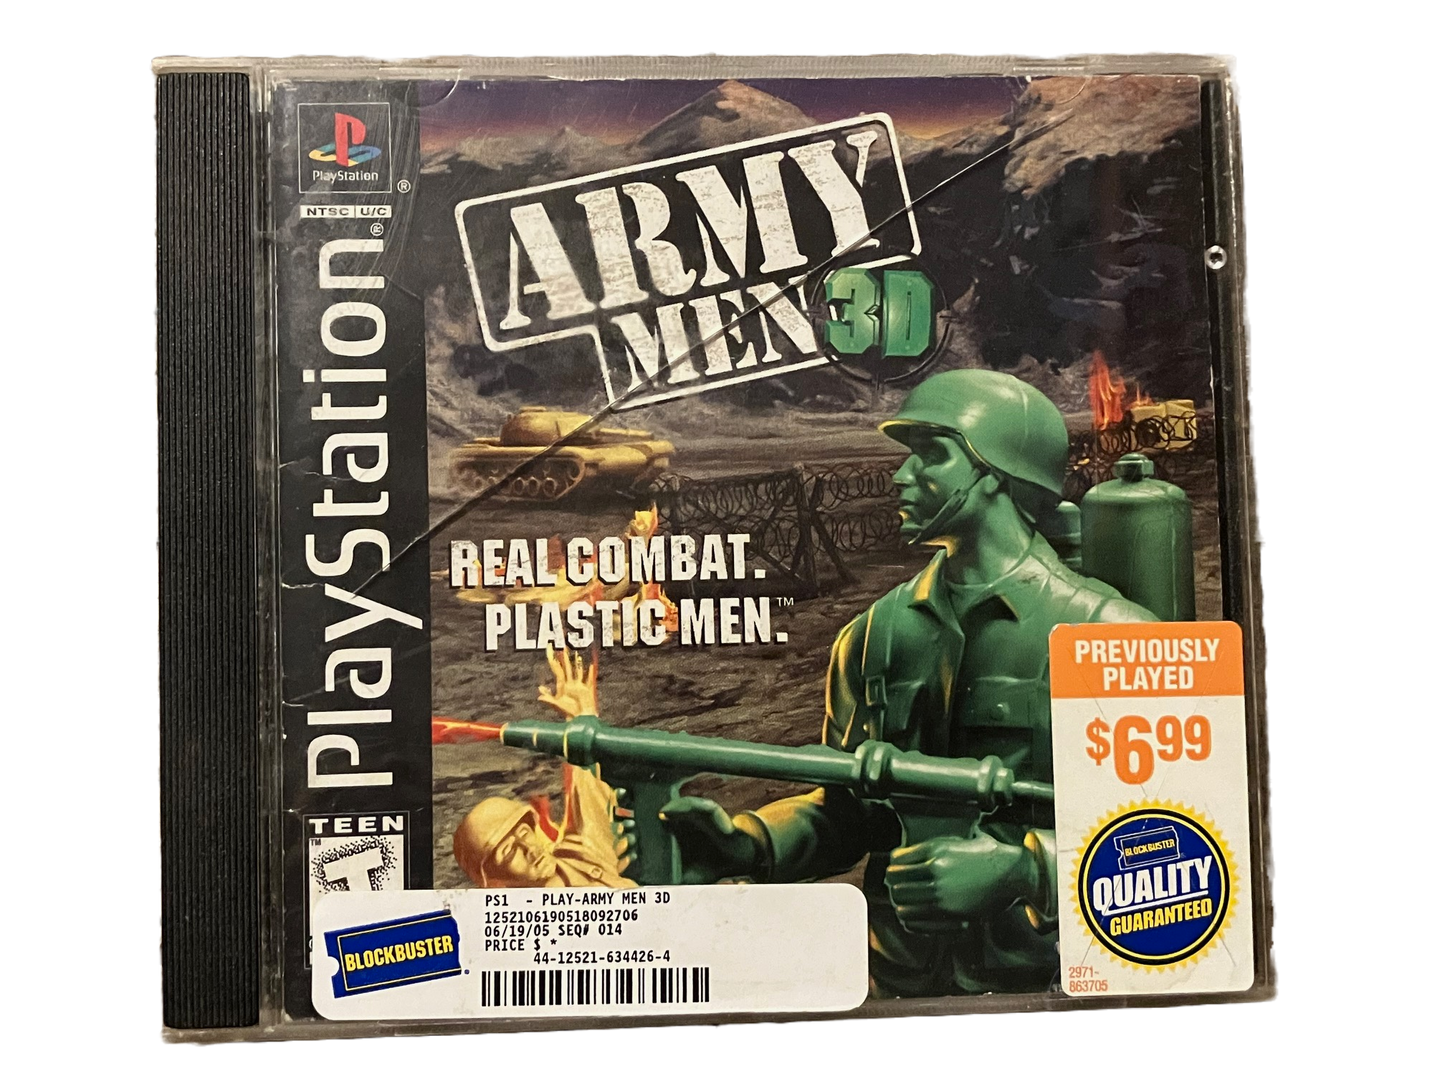 PlayStation
®
NTSC U/C
PlayStation®
ARMY
MEN 3D
REAL COMBAT.
PLASTIC MEN.™
PREVIOUSLY
PLAYED
$6.99
BLOCKBUSTER
QUALITY
GUARANTEED
2971-
863705
TEEN
™
T
PS1 - PLAY-ARMY MEN 3D
1252106190518092706
06/19/05 SEQ# 014
PRICE $ *
44-12521-634426-4
BLOCKBUSTER®